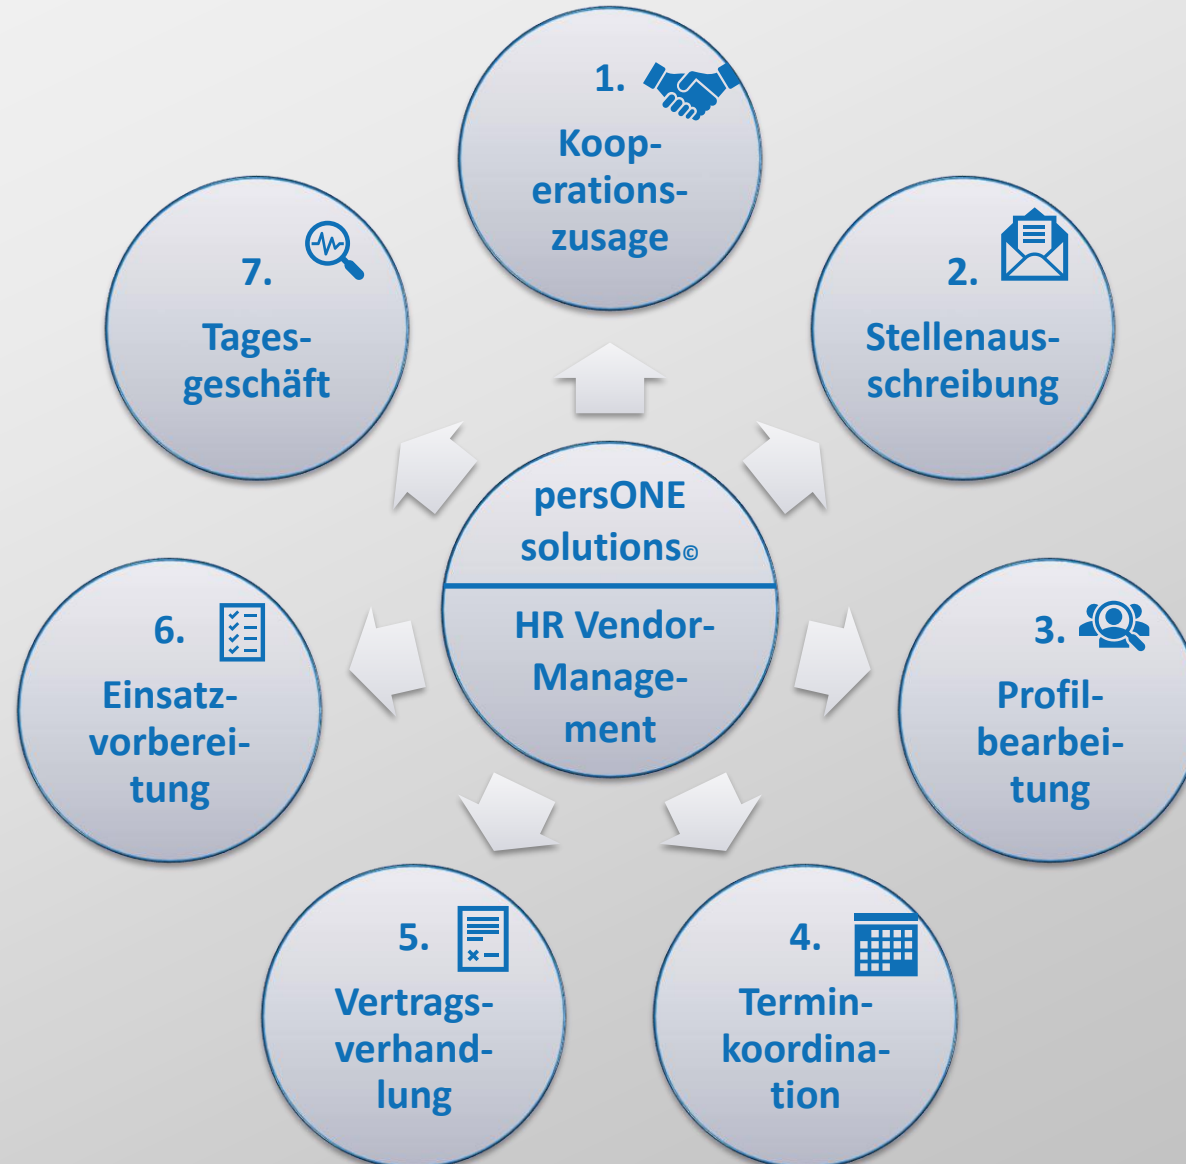 1.
Koop-
erations-
zusage
2.
Stellenaus-
schreibung
3.
Profil-
bearbei-
tung
4.
Termin-
koordina-
tion
5.
Vertrags-
verhand-
lung
6.
Einsatz-
vorberei-
tung
7.
Tages-
geschäft
persONE
solutions©
HR Vendor-
Manage-
ment